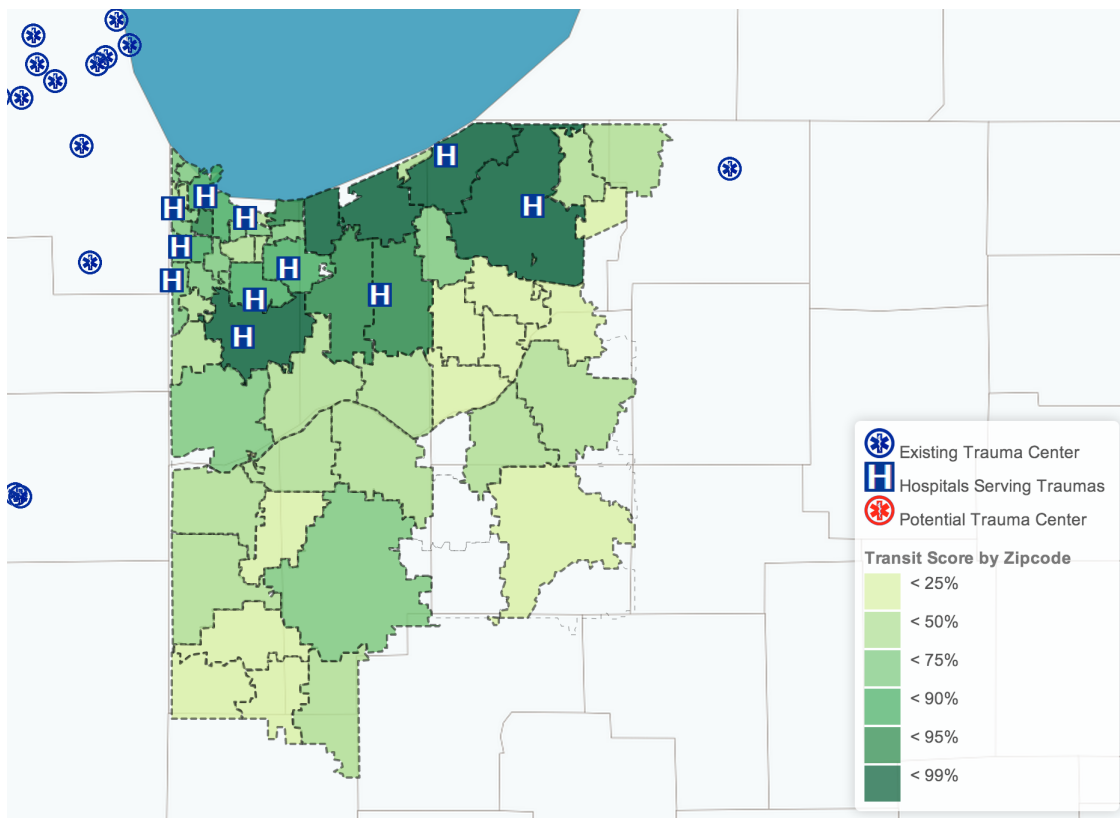 H
H
H
H
H
H
H
H
H
H
H
Existing Trauma Center
H Hospitals Serving Traumas
Potential Trauma Center
Transit Score by Zipcode
< 25%
< 50%
< 75%
< 90%
< 95%
< 99%